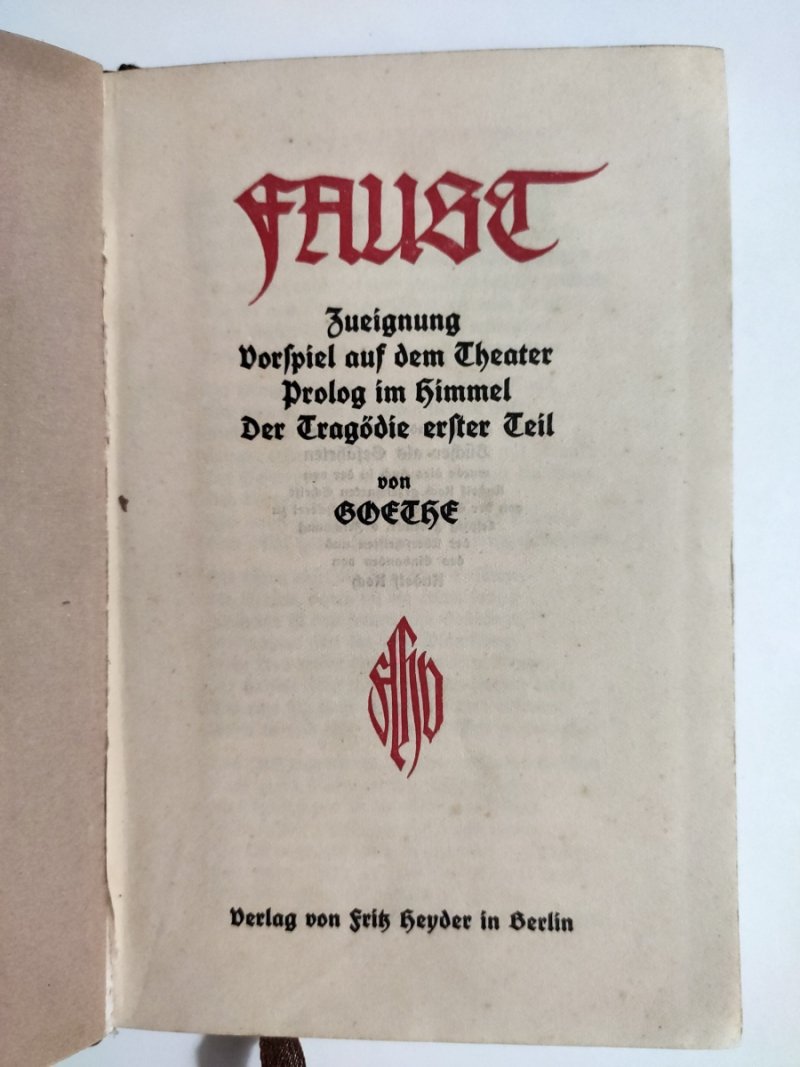 FAUST
Zueignung
Vorspiel auf dem Theater
Prolog im Himmel
Der Tragödie erster Teil
von
GOETHE
fhv
Verlag von Fritz Heyder in Berlin